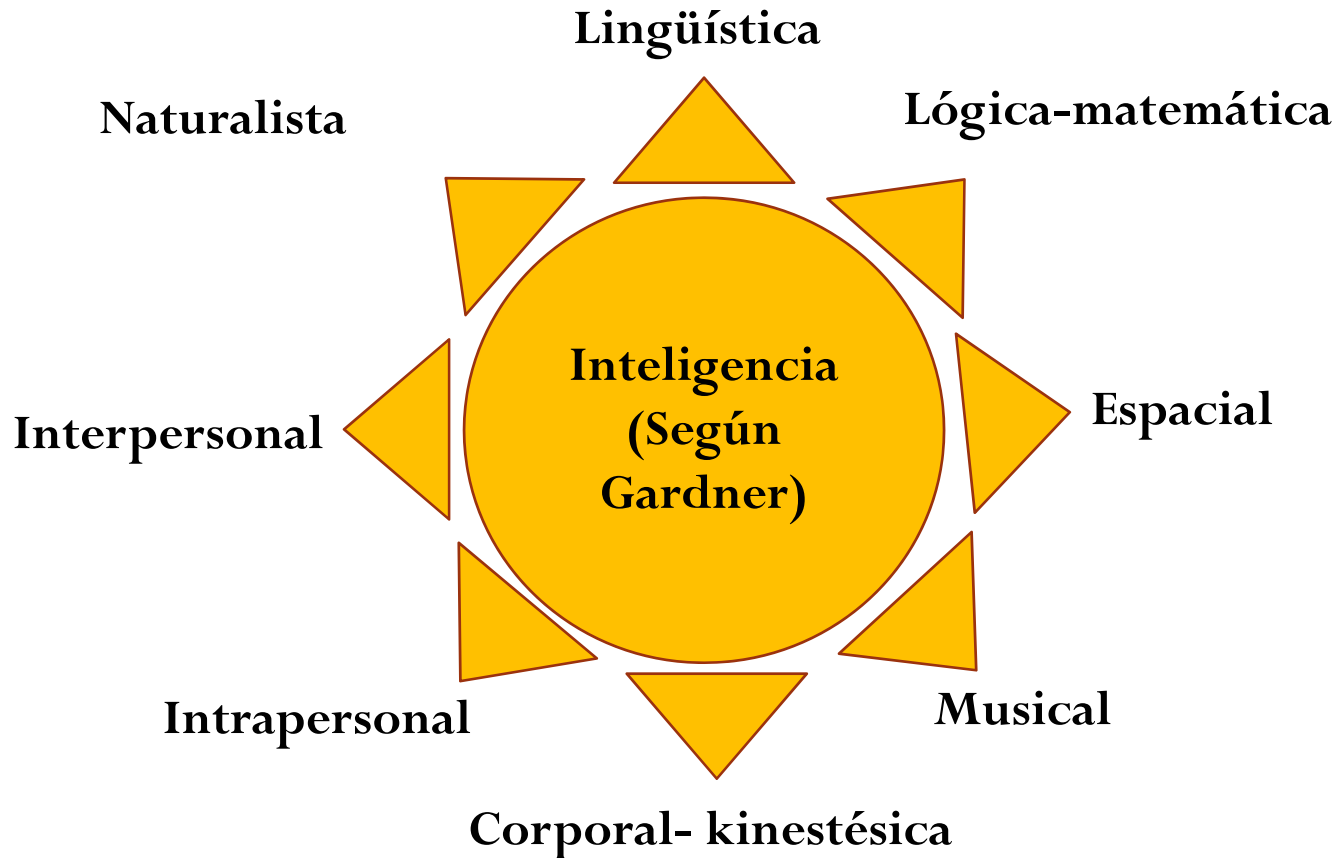 Lingüística
Naturalista
Lógica-matemática
Inteligencia
(Según
Gardner)
Interpersonal
Espacial
Intrapersonal
Musical
Corporal- kinestésica